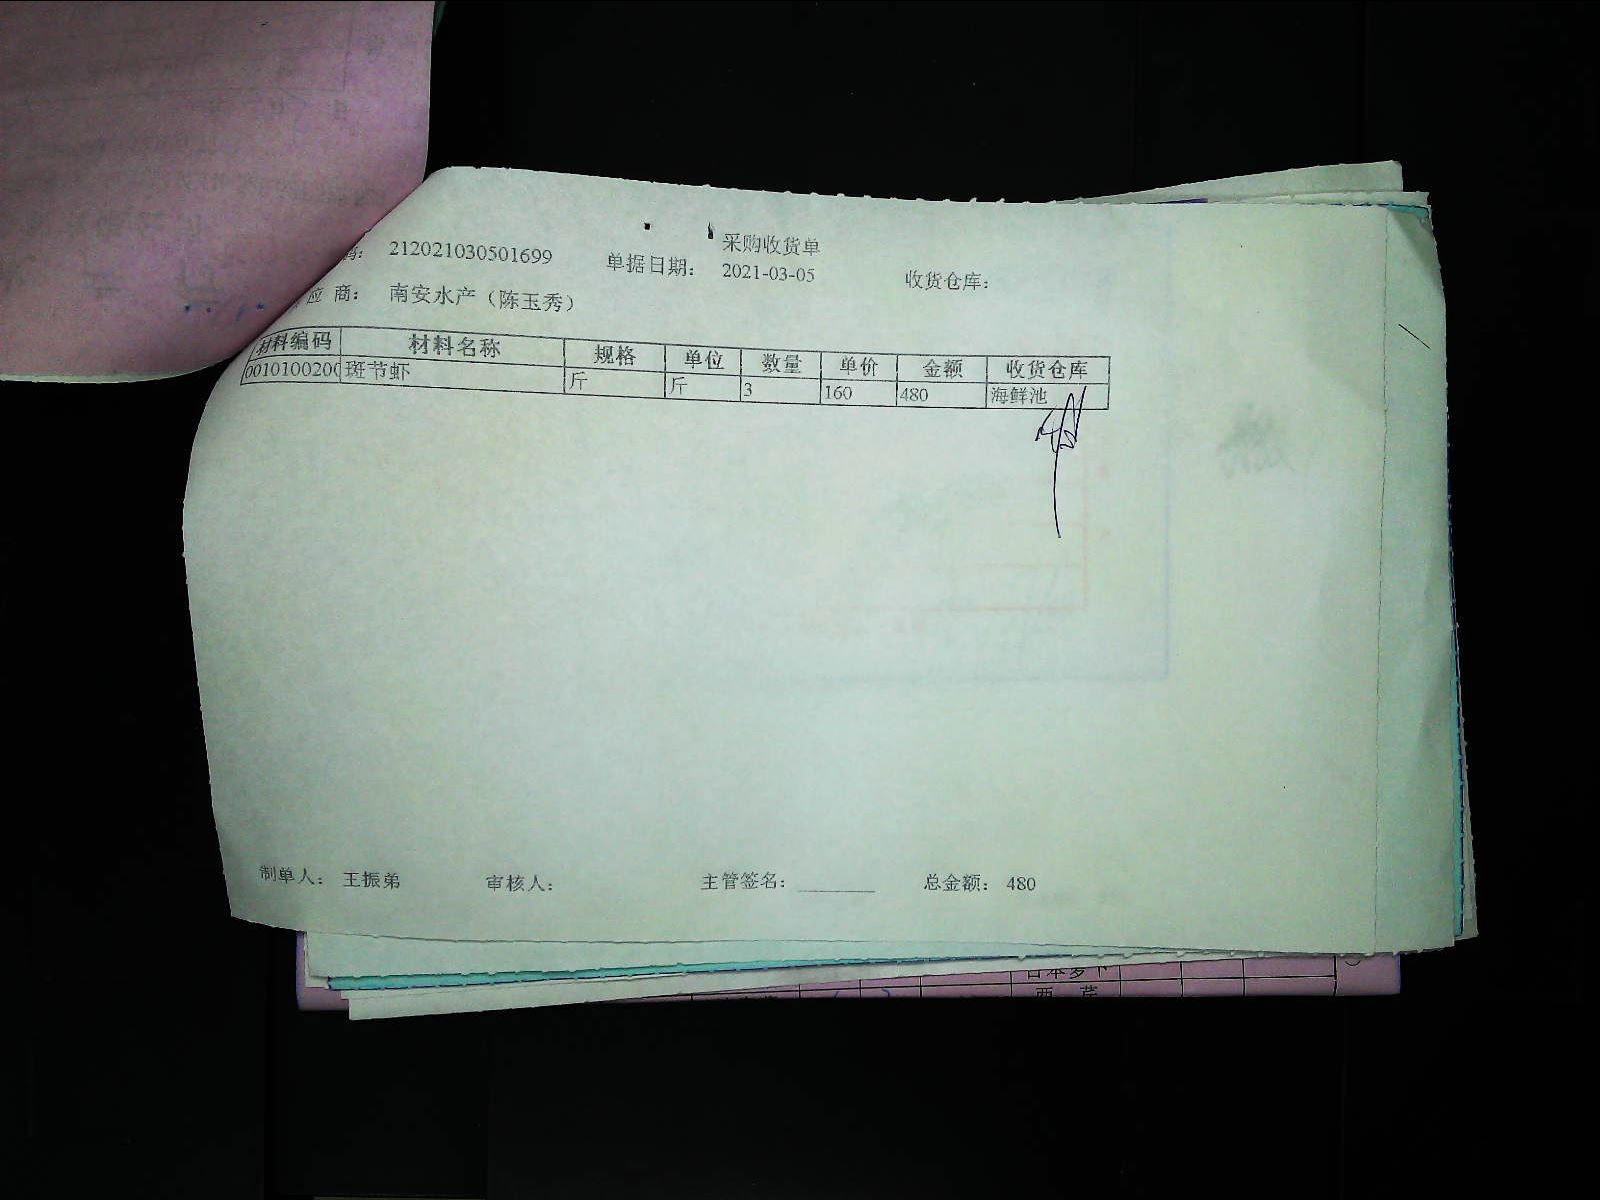 采购收货单
码： 212021030501699 单据日期： 2021-03-05 收货仓库：
应 商： 南安水产（陈玉秀）
材料编码 材料名称 规格 单位 数量 单价 金额 收货仓库
0010100200 斑节虾 斤 斤 3 160 480 海鲜池
制单人： 王振弟 审核人： 主管签名： 总金额： 480
西 芹